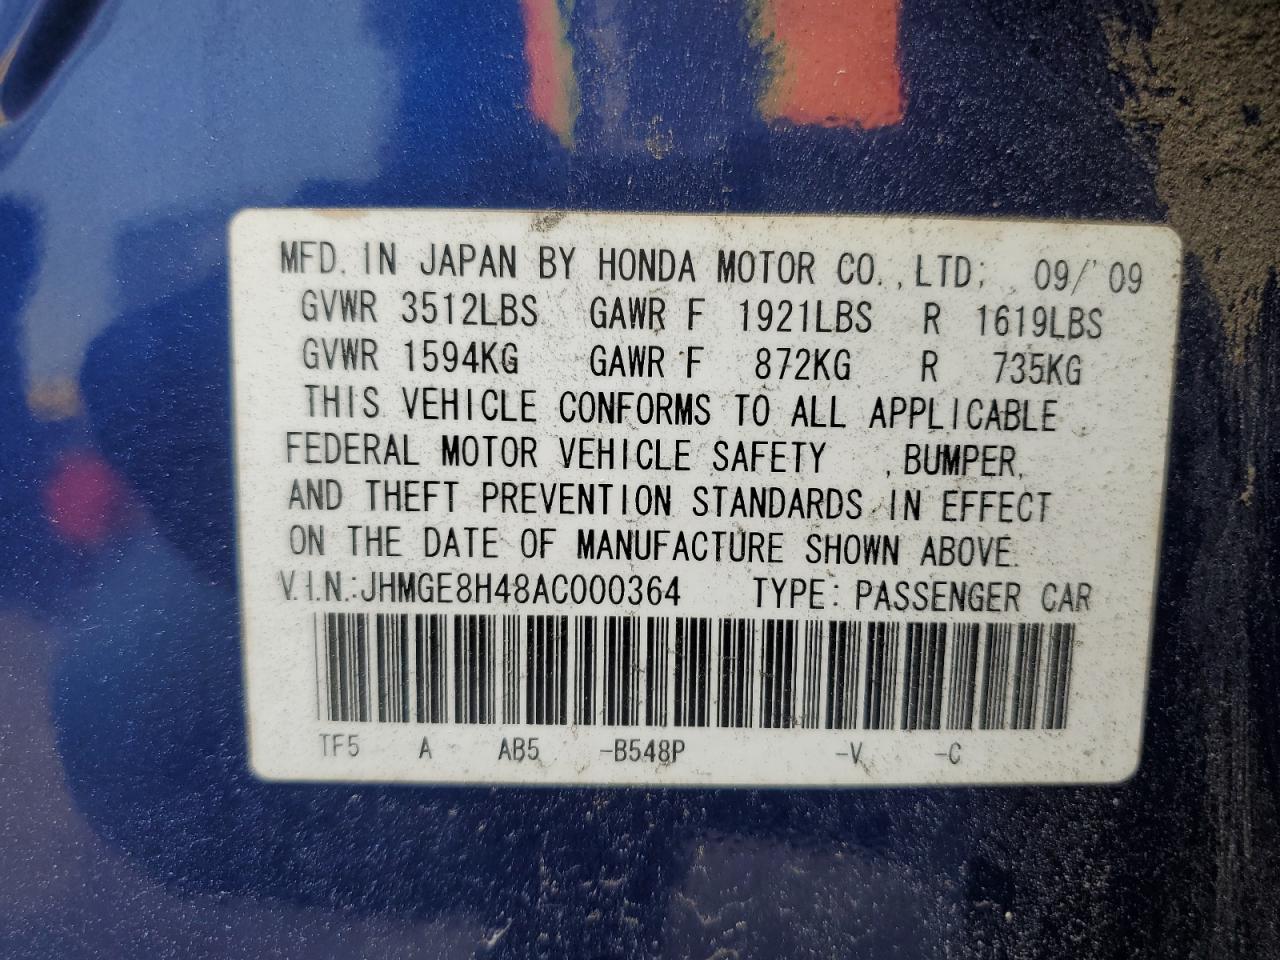 MFD. IN JAPAN BY HONDA MOTOR CO.,LTD; 09/'09
GVWR 3512LBS GAWR F 1921LBS R 1619LBS
GVWR 1594KG GAWR F 872KG R 735KG
THIS VEHICLE CONFORMS TO ALL APPLICABLE
FEDERAL MOTOR VEHICLE SAFETY , BUMPER,
AND THEFT PREVENTION STANDARDS IN EFFECT
ON THE DATE OF MANUFACTURE SHOWN ABOVE.
V.I.N.:JHMGE8H48AC000364 TYPE: PASSENGER CAR
TF5 A AB5 -B548P -V -C